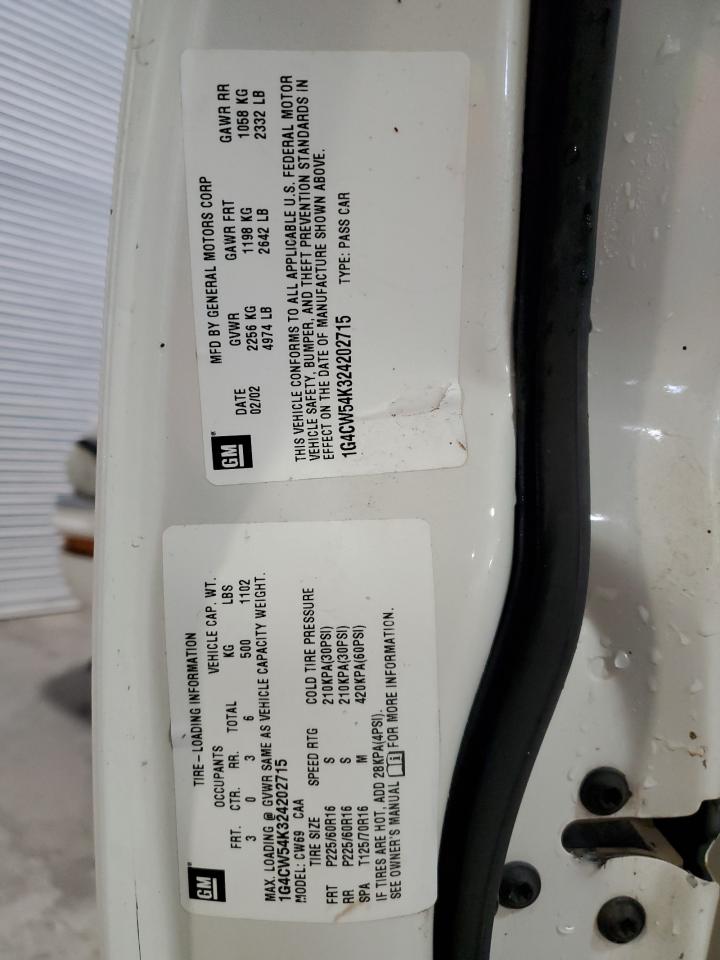 GM
MFD BY GENERAL MOTORS CORP
DATE GVWR GAWR FRT GAWR RR
02/02 2256 KG 1198 KG 1058 KG
4974 LB 2642 LB 2332 LB
THIS VEHICLE CONFORMS TO ALL APPLICABLE U.S. FEDERAL MOTOR
VEHICLE SAFETY, BUMPER, AND THEFT PREVENTION STANDARDS IN
EFFECT ON THE DATE OF MANUFACTURE SHOWN ABOVE.
1G4CW54K324202715 TYPE: PASS CAR
GM
TIRE-LOADING INFORMATION
OCCUPANTS VEHICLE CAP. WT.
FRT. CTR. RR. TOTAL KG LBS
3 0 3 6 500 1102
MAX. LOADING @ GVWR SAME AS VEHICLE CAPACITY WEIGHT.
1G4CW54K324202715
MODEL: CW69 CAA
TIRE SIZE SPEED RTG COLD TIRE PRESSURE
FRT P225/60R16 S 210KPA(30PSI)
RR P225/60R16 S 210KPA(30PSI)
SPA T125/70R16 M 420KPA(60PSI)
IF TIRES ARE HOT, ADD 28KPA(4PSI).
SEE OWNER'S MANUAL FOR MORE INFORMATION.